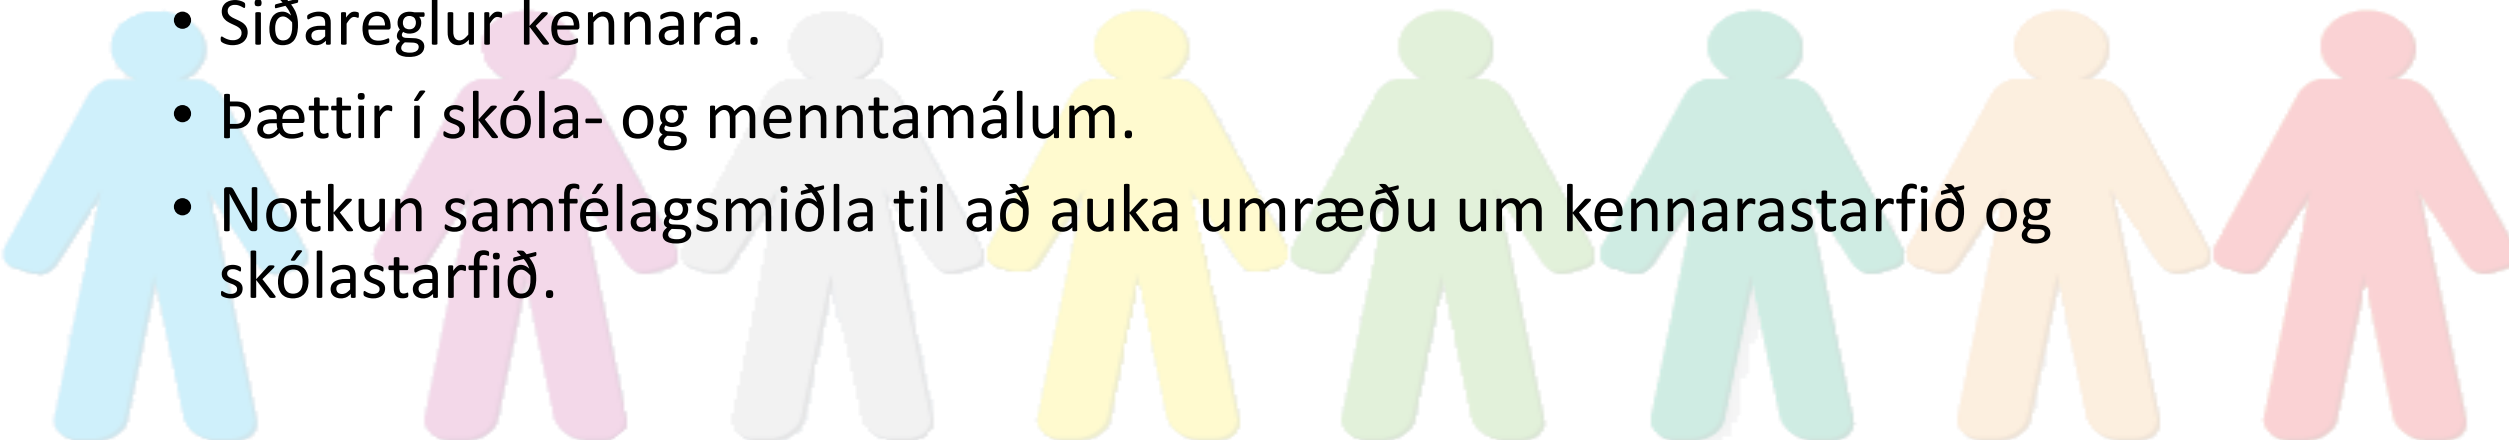 • Siðareglur kennara.
• Þættir í skóla- og menntamálum.
• Notkun samfélagsmiðla til að auka umræðu um kennarastarfið og
skólastarfið.